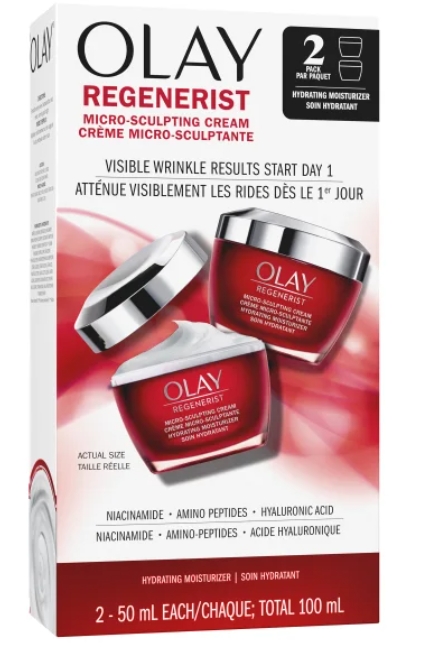 OLAY
OLAY
REGENERIST
MICRO-SCULPTING CREAM
CRÈME MICRO-SCULPTANTE
2
PACK
PAR PAQUET
HYDRATING MOISTURIZER
SOIN HYDRATANT
VISIBLE WRINKLE RESULTS START DAY 1
ATTÉNUE VISIBLEMENT LES RIDES DÈS LE 1er JOUR
OLAY
REGENERIST
MICRO-SCULPTING CREAM
CRÈME MICRO-SCULPTANTE
HYDRATING MOISTURIZER
SOIN HYDRATANT
OLAY
REGENERIST
MICRO-SCULPTING CREAM
CRÈME MICRO-SCULPTANTE
HYDRATING MOISTURIZER
SOIN HYDRATANT
ACTUAL SIZE
TAILLE RÉELLE
NIACINAMIDE • AMINO PEPTIDES • HYALURONIC ACID
NIACINAMIDE • AMINO-PEPTIDES • ACIDE HYALURONIQUE
HYDRATING MOISTURIZER | SOIN HYDRATANT
2 - 50 mL EACH/CHAQUE; TOTAL 100 mL